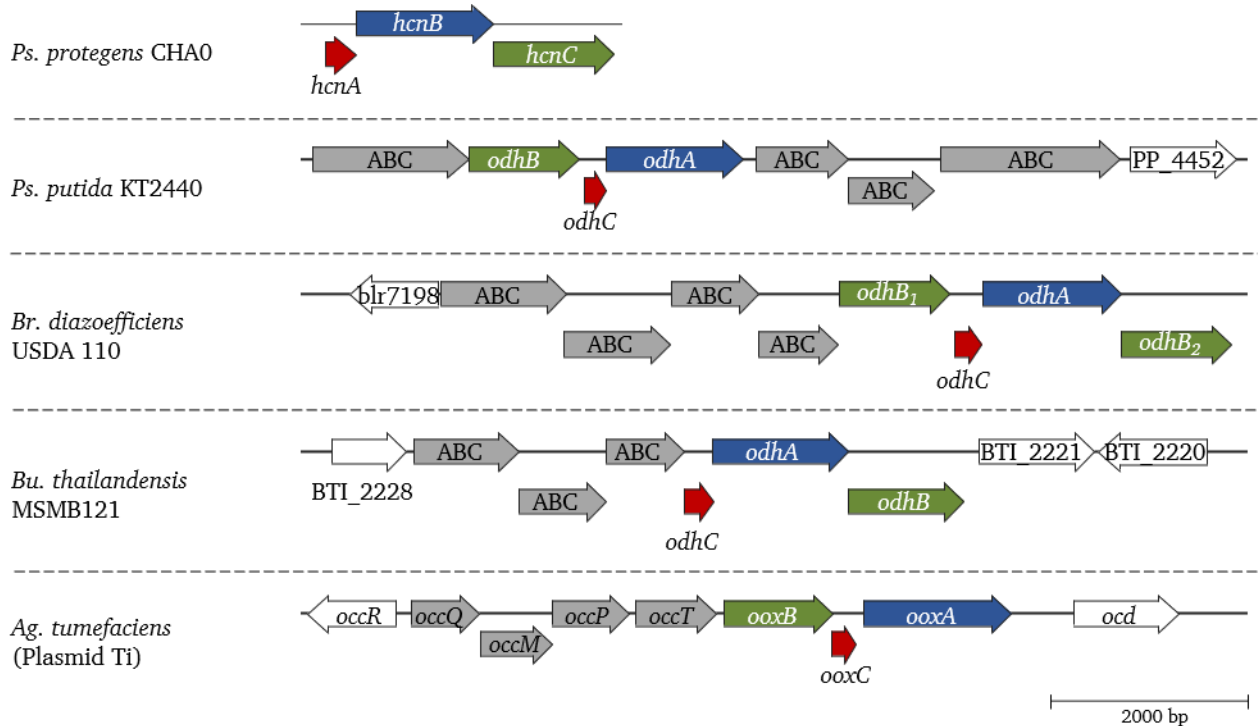 hcnB
Ps. protegens CHA0
hcnC
hcnA
ABC odhB odhA ABC ABC PP_4452
Ps. putida KT2440
ABC
odhC
blr7198 ABC ABC odhB1 odhA
Br. diazoefficiens
USDA 110
ABC ABC odhB2
odhC
ABC ABC odhA BTI_2221 BTI_2220
Bu. thailandensis
BTI_2228
MSMB121
ABC odhB
odhC
occR occQ occP occT ooxB ooxA ocd
Ag. tumefaciens
(Plasmid Ti)
occM
ooxC
2000 bp